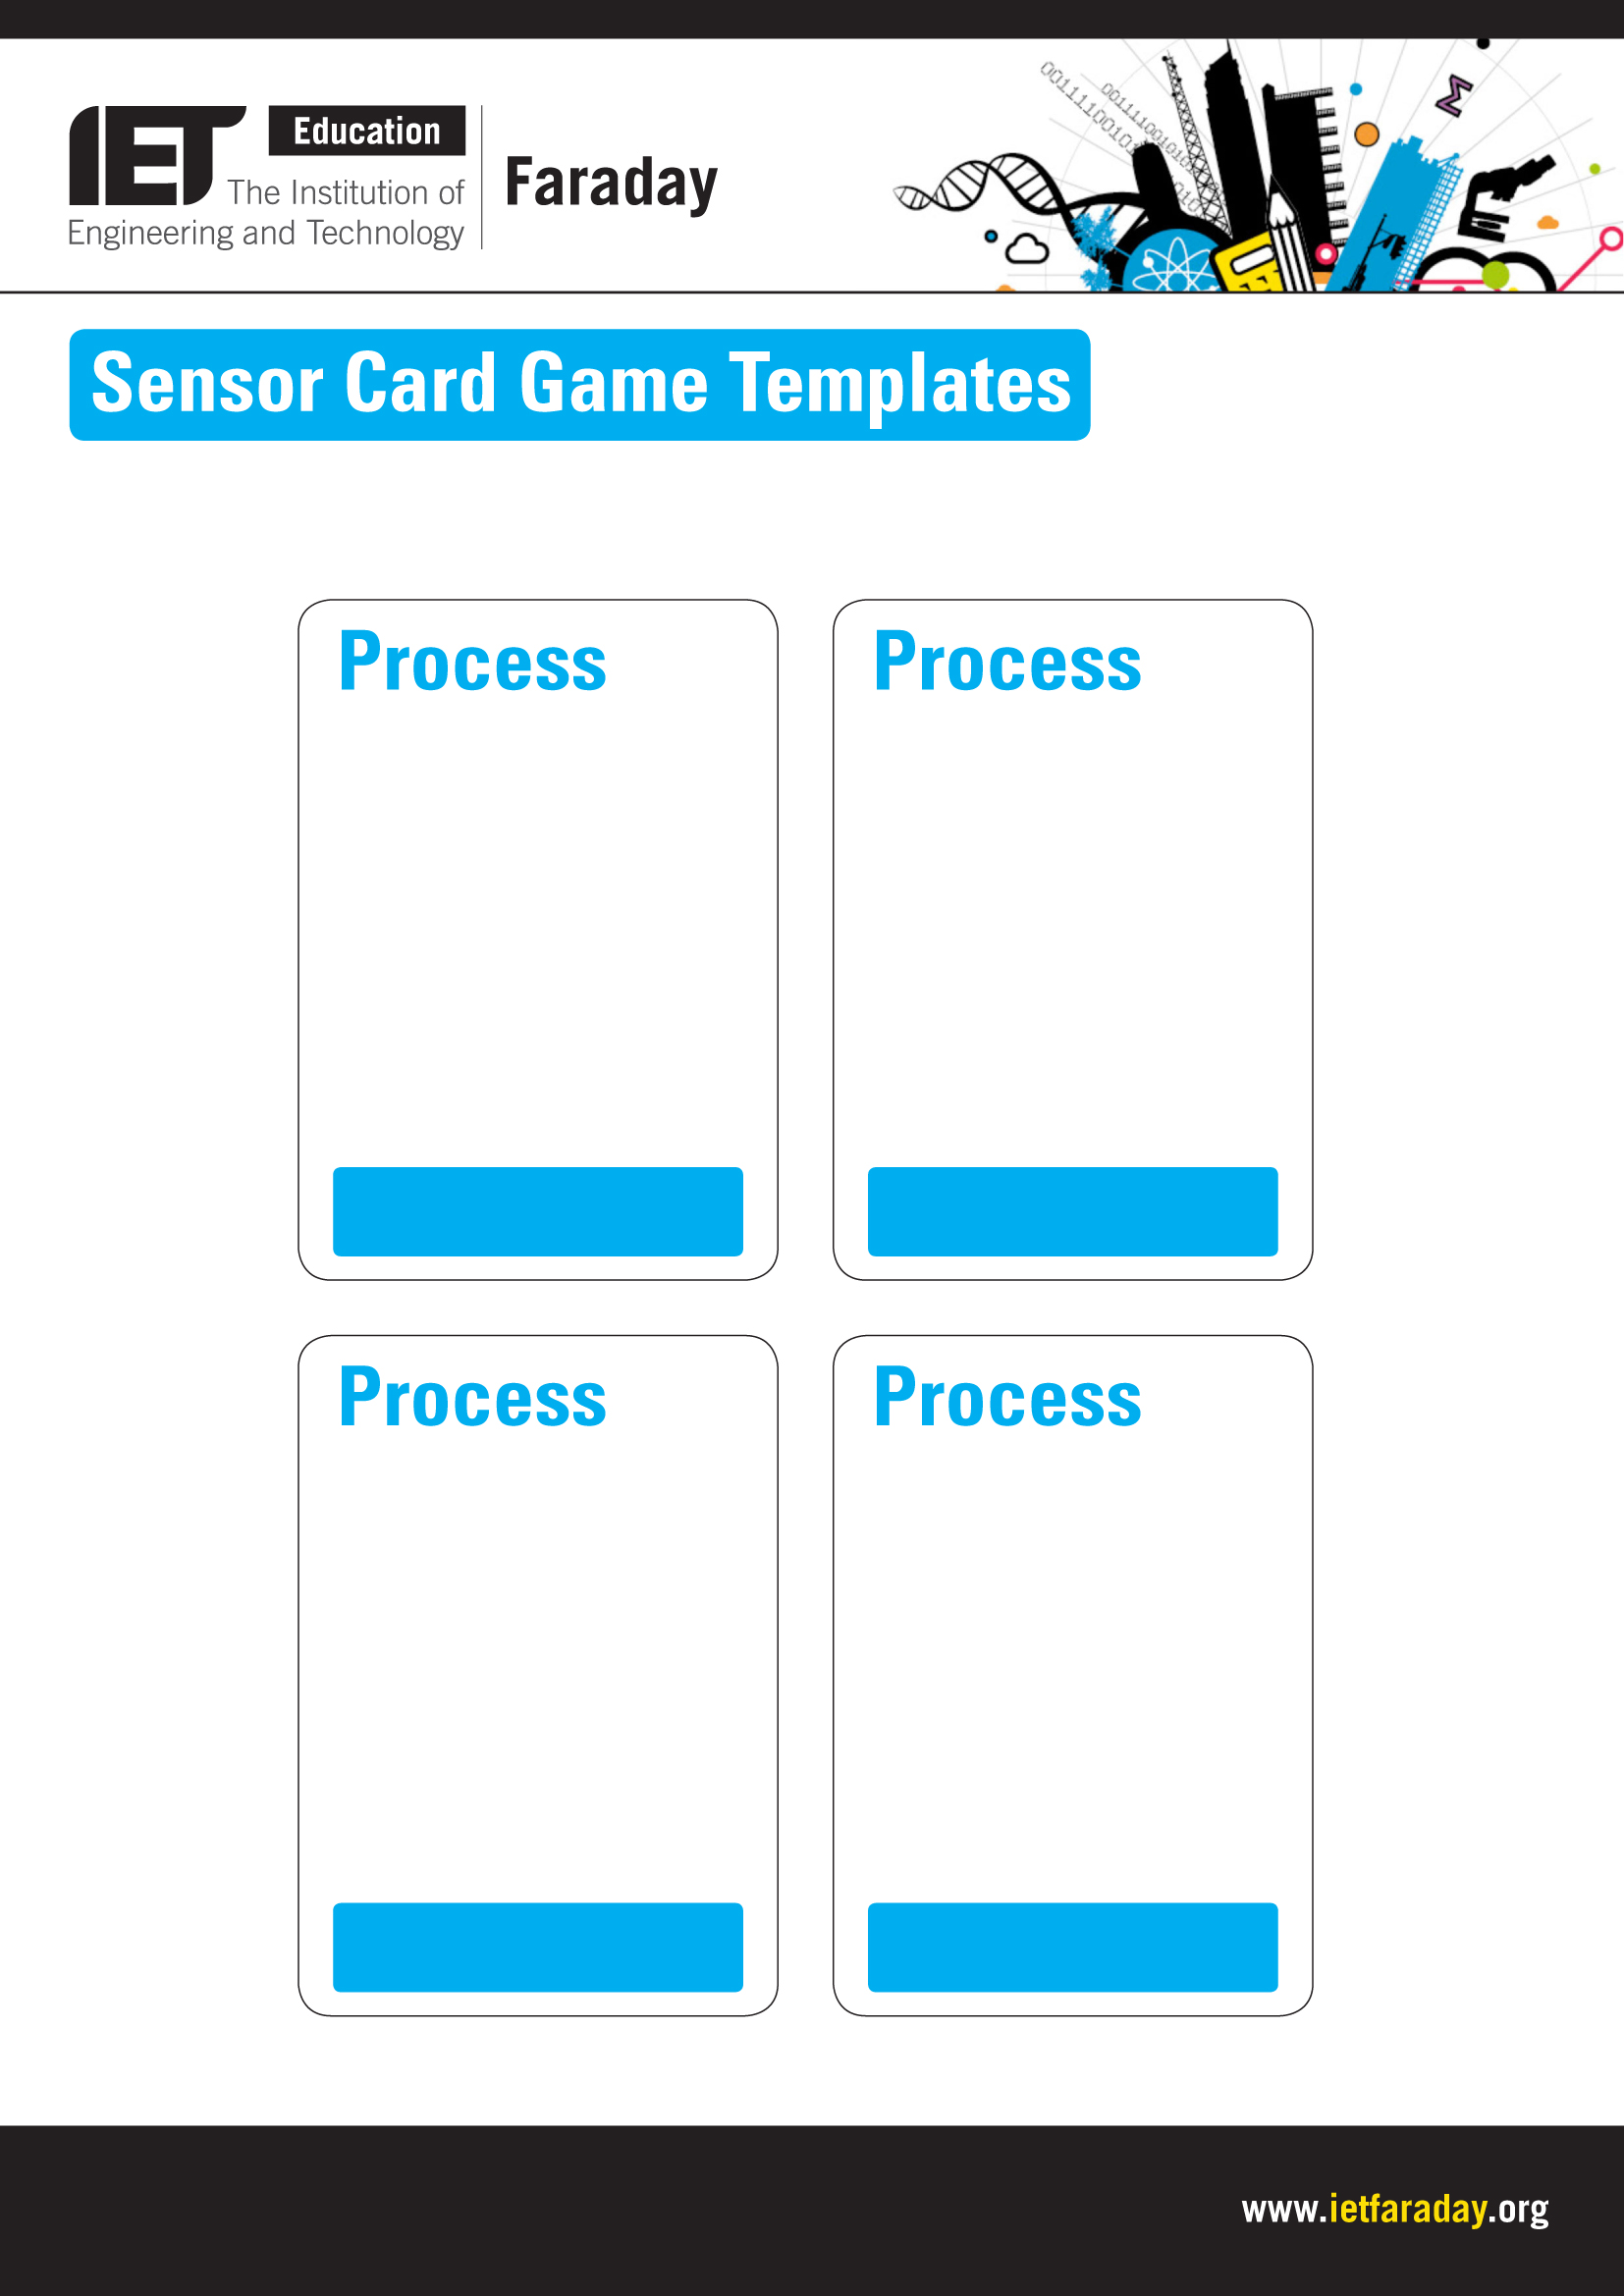 IET
Education
The Institution of
Engineering and Technology
Faraday
Sensor Card Game Templates
Process
Process
Process
Process
www.ietfaraday.org